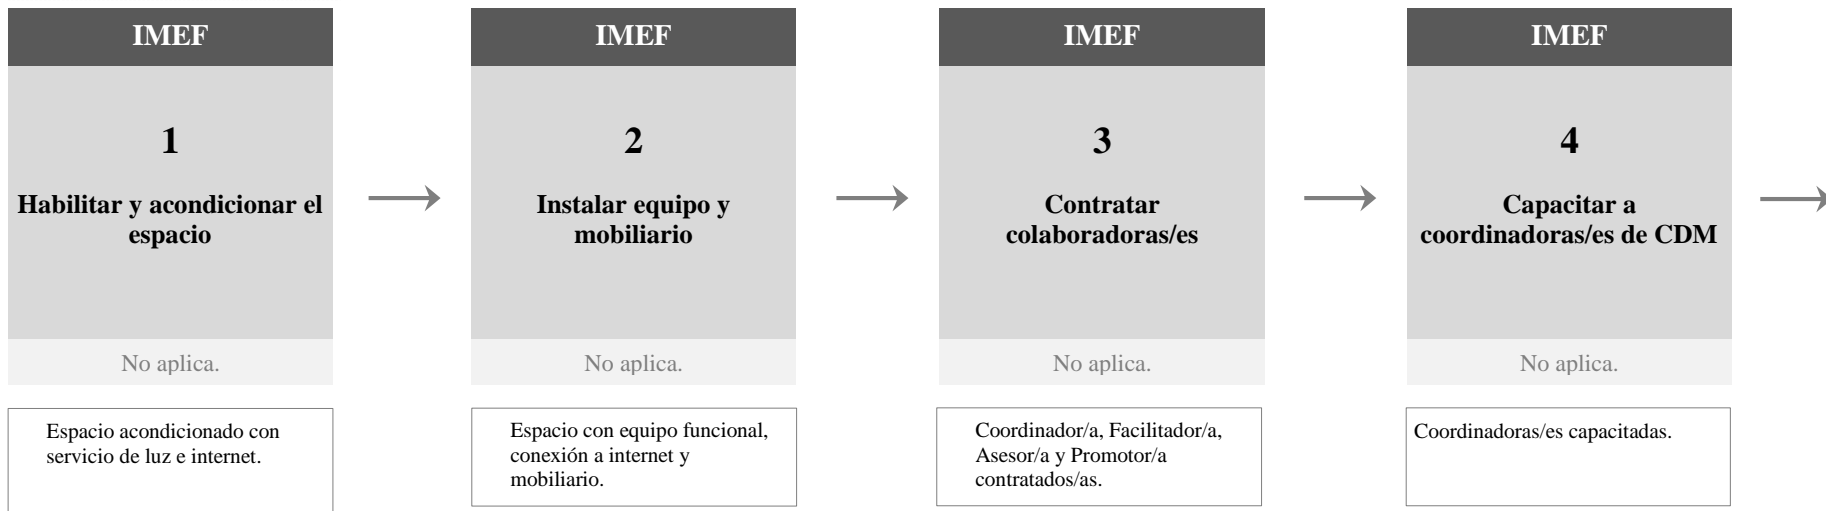 IMEF
1
Habilitar y acondicionar el
espacio
No aplica.
Espacio acondicionado con
servicio de luz e internet.
IMEF
2
Instalar equipo y
mobiliario
No aplica.
Espacio con equipo funcional,
conexión a internet y
mobiliario.
IMEF
3
Contratar
colaboradoras/es
No aplica.
Coordinador/a, Facilitador/a,
Asesor/a y Promotor/a
contratados/as.
IMEF
4
Capacitar a
coordinadoras/es de CDM
No aplica.
Coordinadoras/es capacitadas.